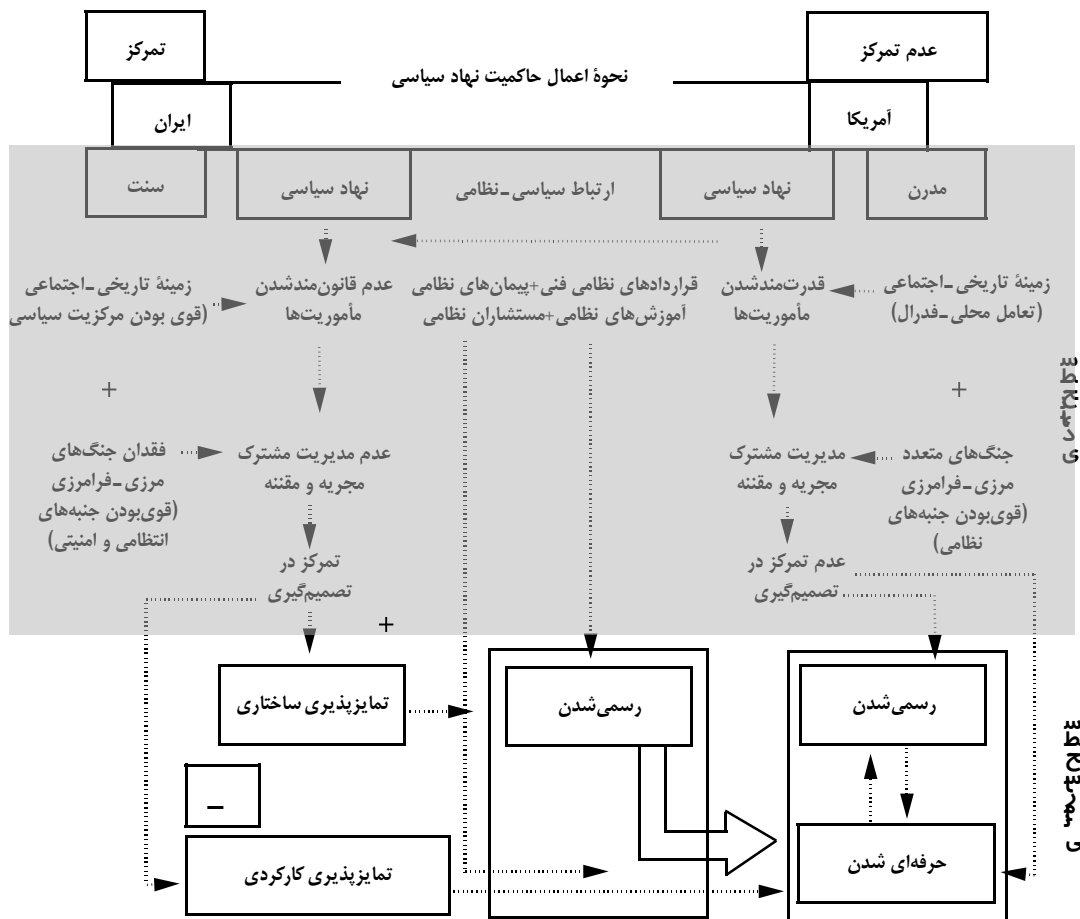 عدم تمرکز
تمرکز
نحوهٔ اعمال حاکمیت نهاد سیاسی
آمریکا
ایران
مدرن
نهاد سیاسی
ارتباط سیاسی-نظامی
نهاد سیاسی
سنت
زمینهٔ تاریخی-اجتماعی
(تعامل محلی-فدرال)
قدرت‌مندشدن
مأموریت‌ها
قراردادهای نظامی فنی+پیمان‌های نظامی
آموزش‌های نظامی+مستشاران نظامی
عدم قانون‌مندشدن
مأموریت‌ها
زمینهٔ تاریخی-اجتماعی
(قوی بودن مرکزیت سیاسی
+
+
جنگ‌های متعدد
مرزی-فرامرزی
(قوی‌بودن جنبه‌های
نظامی)
مدیریت مشترک
مجریه و مقننه
عدم مدیریت مشترک
مجریه و مقننه
فقدان جنگ‌های
مرزی-فرامرزی
(قوی‌بودن جنبه‌های
انتظامی و امنیتی)
عدم تمرکز در
تصمیم‌گیری
تمرکز در
تصمیم‌گیری
+
رسمی‌شدن
رسمی‌شدن
تمایزپذیری ساختاری
–
حرفه‌ای شدن
تمایزپذیری کارکردی